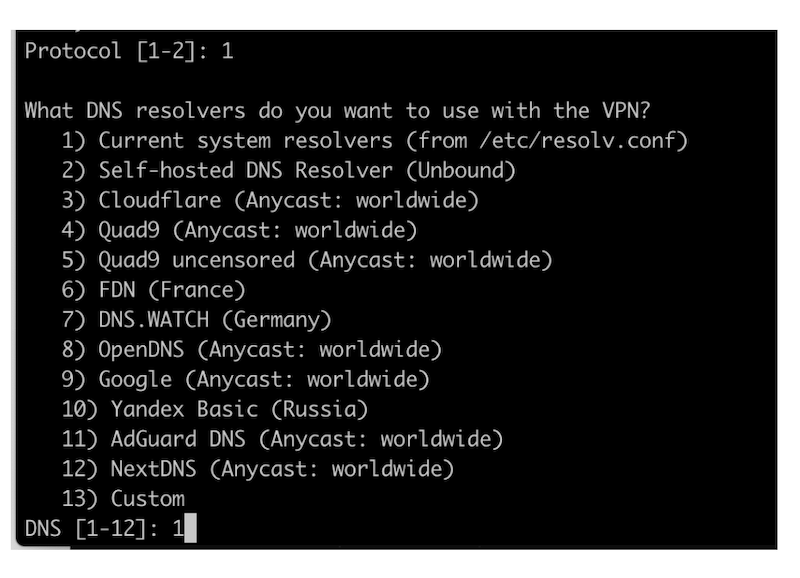 Protocol [1-2]: 1
What DNS resolvers do you want to use with the VPN?
1) Current system resolvers (from /etc/resolv.conf)
2) Self-hosted DNS Resolver (Unbound)
3) Cloudflare (Anycast: worldwide)
4) Quad9 (Anycast: worldwide)
5) Quad9 uncensored (Anycast: worldwide)
6) FDN (France)
7) DNS.WATCH (Germany)
8) OpenDNS (Anycast: worldwide)
9) Google (Anycast: worldwide)
10) Yandex Basic (Russia)
11) AdGuard DNS (Anycast: worldwide)
12) NextDNS (Anycast: worldwide)
13) Custom
DNS [1-12]: 1